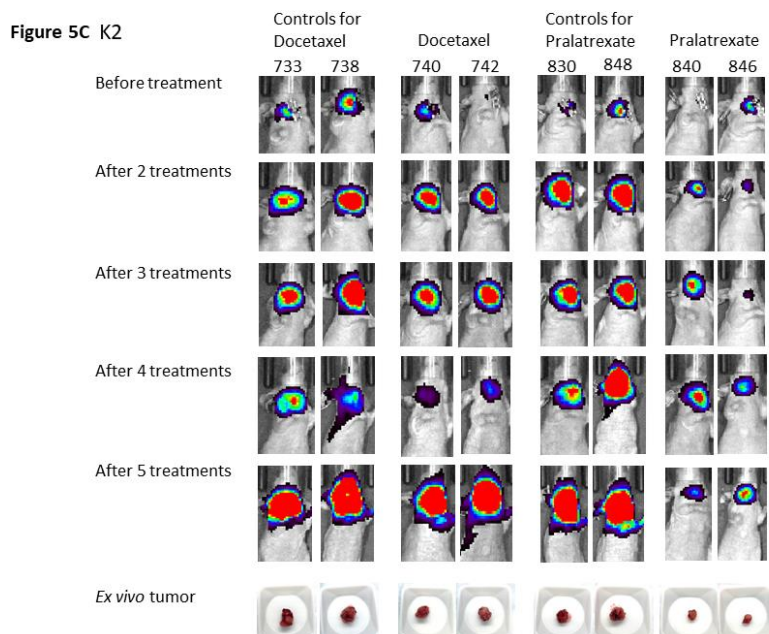 Figure 5C K2
Controls for Docetaxel
Docetaxel
Controls for Pralatrexate
Pralatrexate
733 738 740 742 830 848 840 846
Before treatment
After 2 treatments
After 3 treatments
After 4 treatments
After 5 treatments
Ex vivo tumor